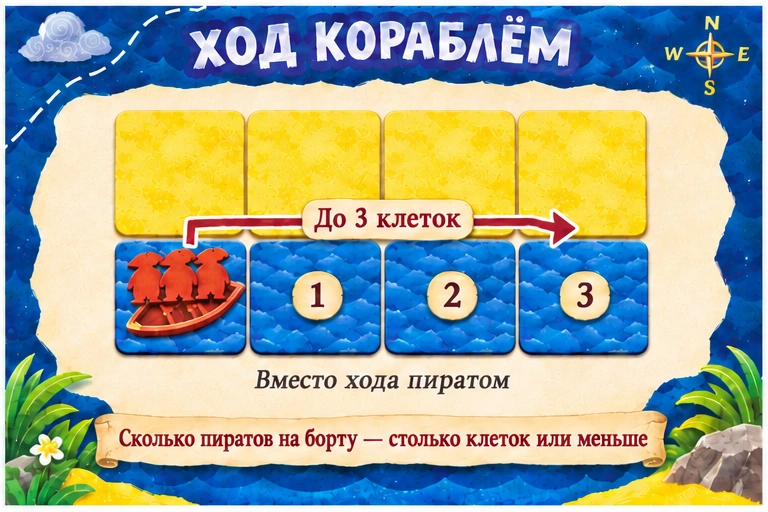 ХОД КОРАБЛЁМ
N
W E
S
До 3 клеток
1 2 3
Вместо хода пиратом
Сколько пиратов на борту — столько клеток или меньше